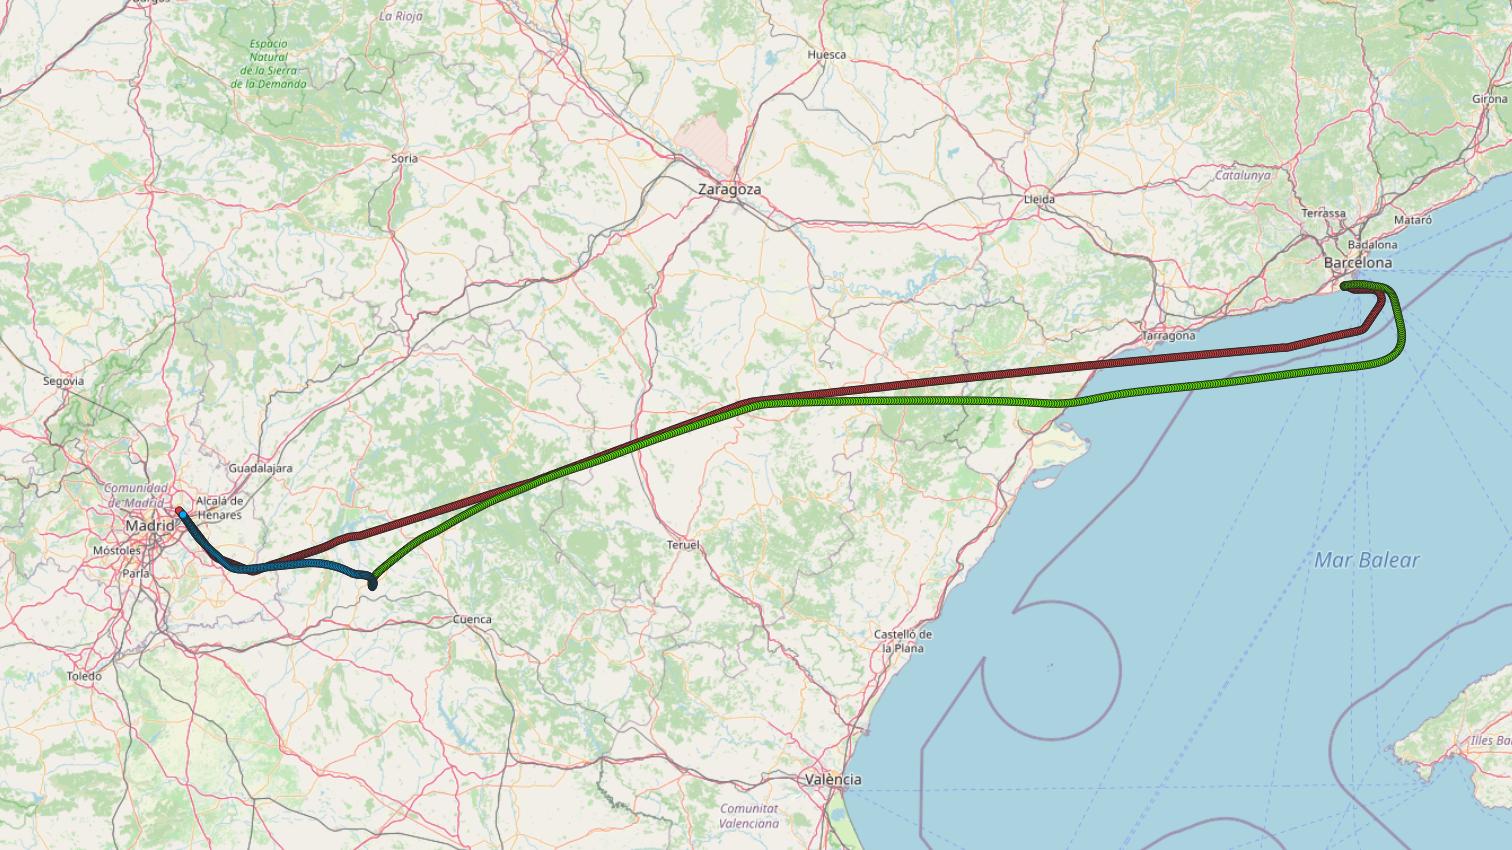 Burgos
La Rioja
Espacio
Natural
de la Sierra
de la Demanda
Huesca
Girona
Soria
Zaragoza
Lleida
Catalunya
Terrassa
Mataró
Badalona
Barcelona
Tarragona
Segovia
Guadalajara
Comunidad
de Madrid
Alcalá de
Henares
Madrid
Móstoles
Parla
Teruel
Mar Balear
Cuenca
Castelló de
la Plana
Toledo
Illes Ba
València
Comunitat
Valenciana